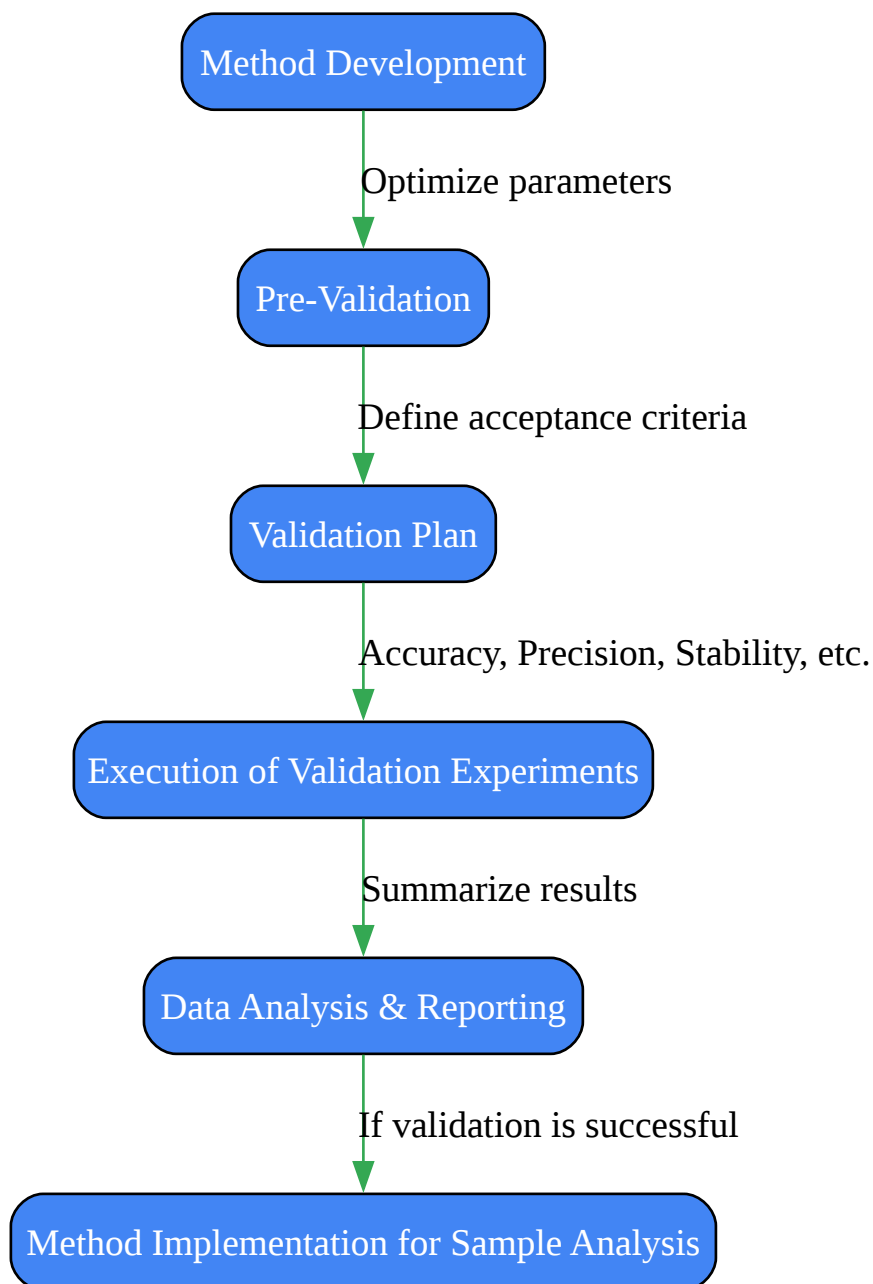 Method Development
Optimize parameters
Pre-Validation
Define acceptance criteria
Validation Plan
Accuracy, Precision, Stability, etc.
Execution of Validation Experiments
Summarize results
Data Analysis & Reporting
If validation is successful
Method Implementation for Sample Analysis